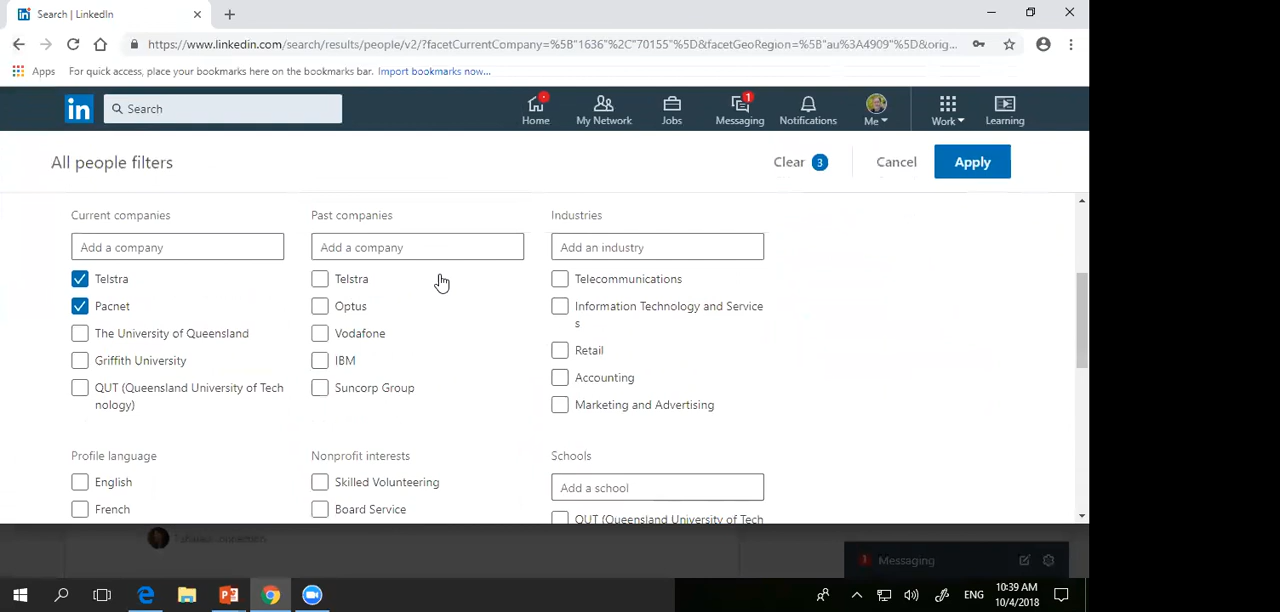 Search | LinkedIn
https://www.linkedin.com/search/results/people/v2/?facetCurrentCompany=%5B"1636"%2C"70155"%5D&facetGeoRegion=%5B"au%3A4909"%5D&orig...
Apps For quick access, place your bookmarks here on the bookmarks bar. Import bookmarks now...
in Search
Home My Network Jobs 1 Messaging Notifications Me Work Learning
All people filters Clear 3 Cancel Apply
Current companies Past companies Industries
Add a company Add a company Add an industry
Telstra Telstra Telecommunications
Pacnet Optus Information Technology and Service
s
The University of Queensland Vodafone Retail
Griffith University IBM Accounting
QUT (Queensland University of Tech Suncorp Group Marketing and Advertising
nology)
Profile language Nonprofit interests Schools
English Skilled Volunteering Add a school
French Board Service QUT (Queensland University of Tech
1 Messaging
ENG 10:39 AM
10/4/2018